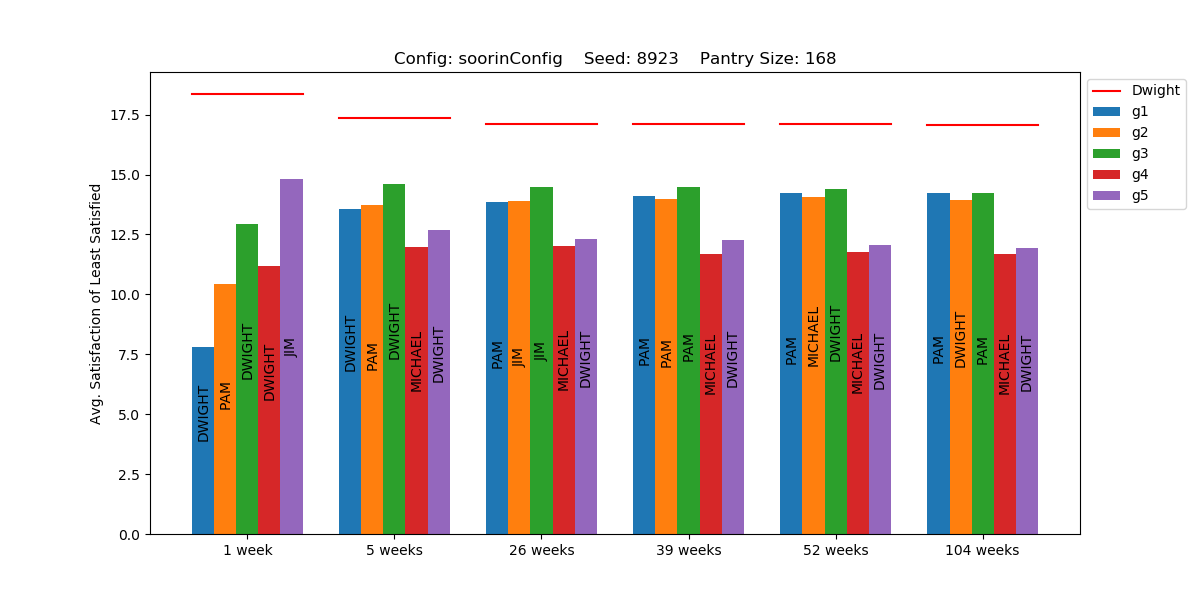 Config: soorinConfig    Seed: 8923    Pantry Size: 168
Avg. Satisfaction of Least Satisfied
17.5
15.0
12.5
10.0
7.5
5.0
2.5
0.0
DWIGHT
PAM
DWIGHT
DWIGHT
JIM
DWIGHT
PAM
DWIGHT
MICHAEL
DWIGHT
PAM
JIM
JIM
MICHAEL
DWIGHT
PAM
PAM
PAM
MICHAEL
DWIGHT
PAM
MICHAEL
DWIGHT
MICHAEL
DWIGHT
PAM
DWIGHT
PAM
MICHAEL
DWIGHT
1 week
5 weeks
26 weeks
39 weeks
52 weeks
104 weeks
Dwight
g1
g2
g3
g4
g5